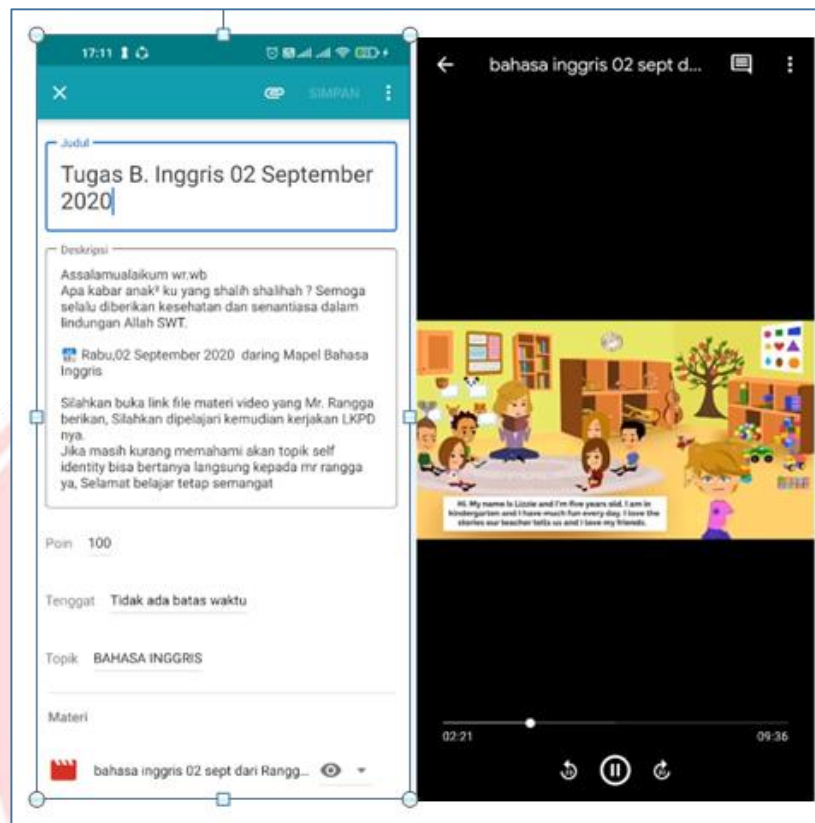 17:11
SIMPAN
Judul
Tugas B. Inggris 02 September
2020
Deskripsi
Assalamualaikum wr.wb
Apa kabar anak² ku yang shalih shalihah ? Semoga
selalu diberikan kesehatan dan senantiasa dalam
lindungan Allah SWT.
Rabu,02 September 2020 daring Mapel Bahasa
Inggris
Silahkan buka link file materi video yang Mr. Rangga
berikan, Silahkan dipelajari kemudian kerjakan LKPD
nya.
Jika masih kurang memahami akan topik self
identity bisa bertanya langsung kepada mr rangga
ya, Selamat belajar tetap semangat
Poin 100
Tenggat Tidak ada batas waktu
Topik BAHASA INGGRIS
Materi
bahasa inggris 02 sept dari Rangg...
bahasa inggris 02 sept d...
Hi. My name is Lizzie and I'm five years old. I am in
kindergarten and I have much fun every day. I love the
stories our teacher tells us and I love my friends.
02:21
09:36